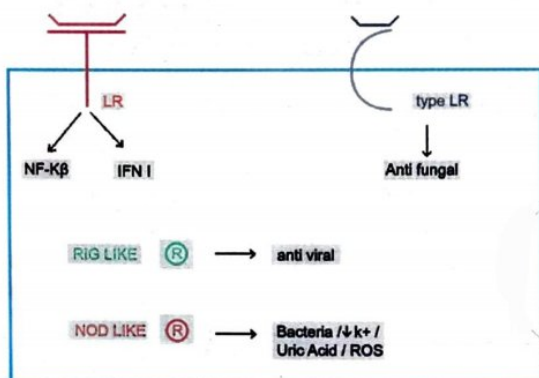 LR
type LR
NF-Kβ
IFN I
Anti fungal
RIG LIKE R → anti viral
NOD LIKE R → Bacteria /↓k+ /
Uric Acid / ROS